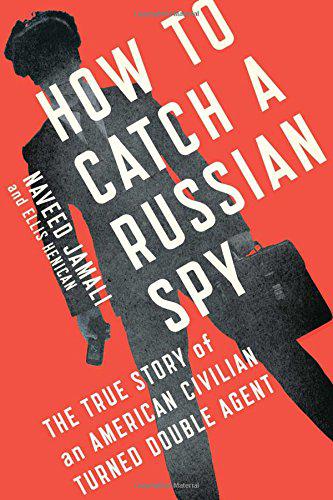 HOW TO
CATCH A
RUSSIAN
SPY
NAVEED JAMALI
and ELLIS HENICAN
THE TRUE STORY of
an AMERICAN CIVILIAN
TURNED DOUBLE AGENT